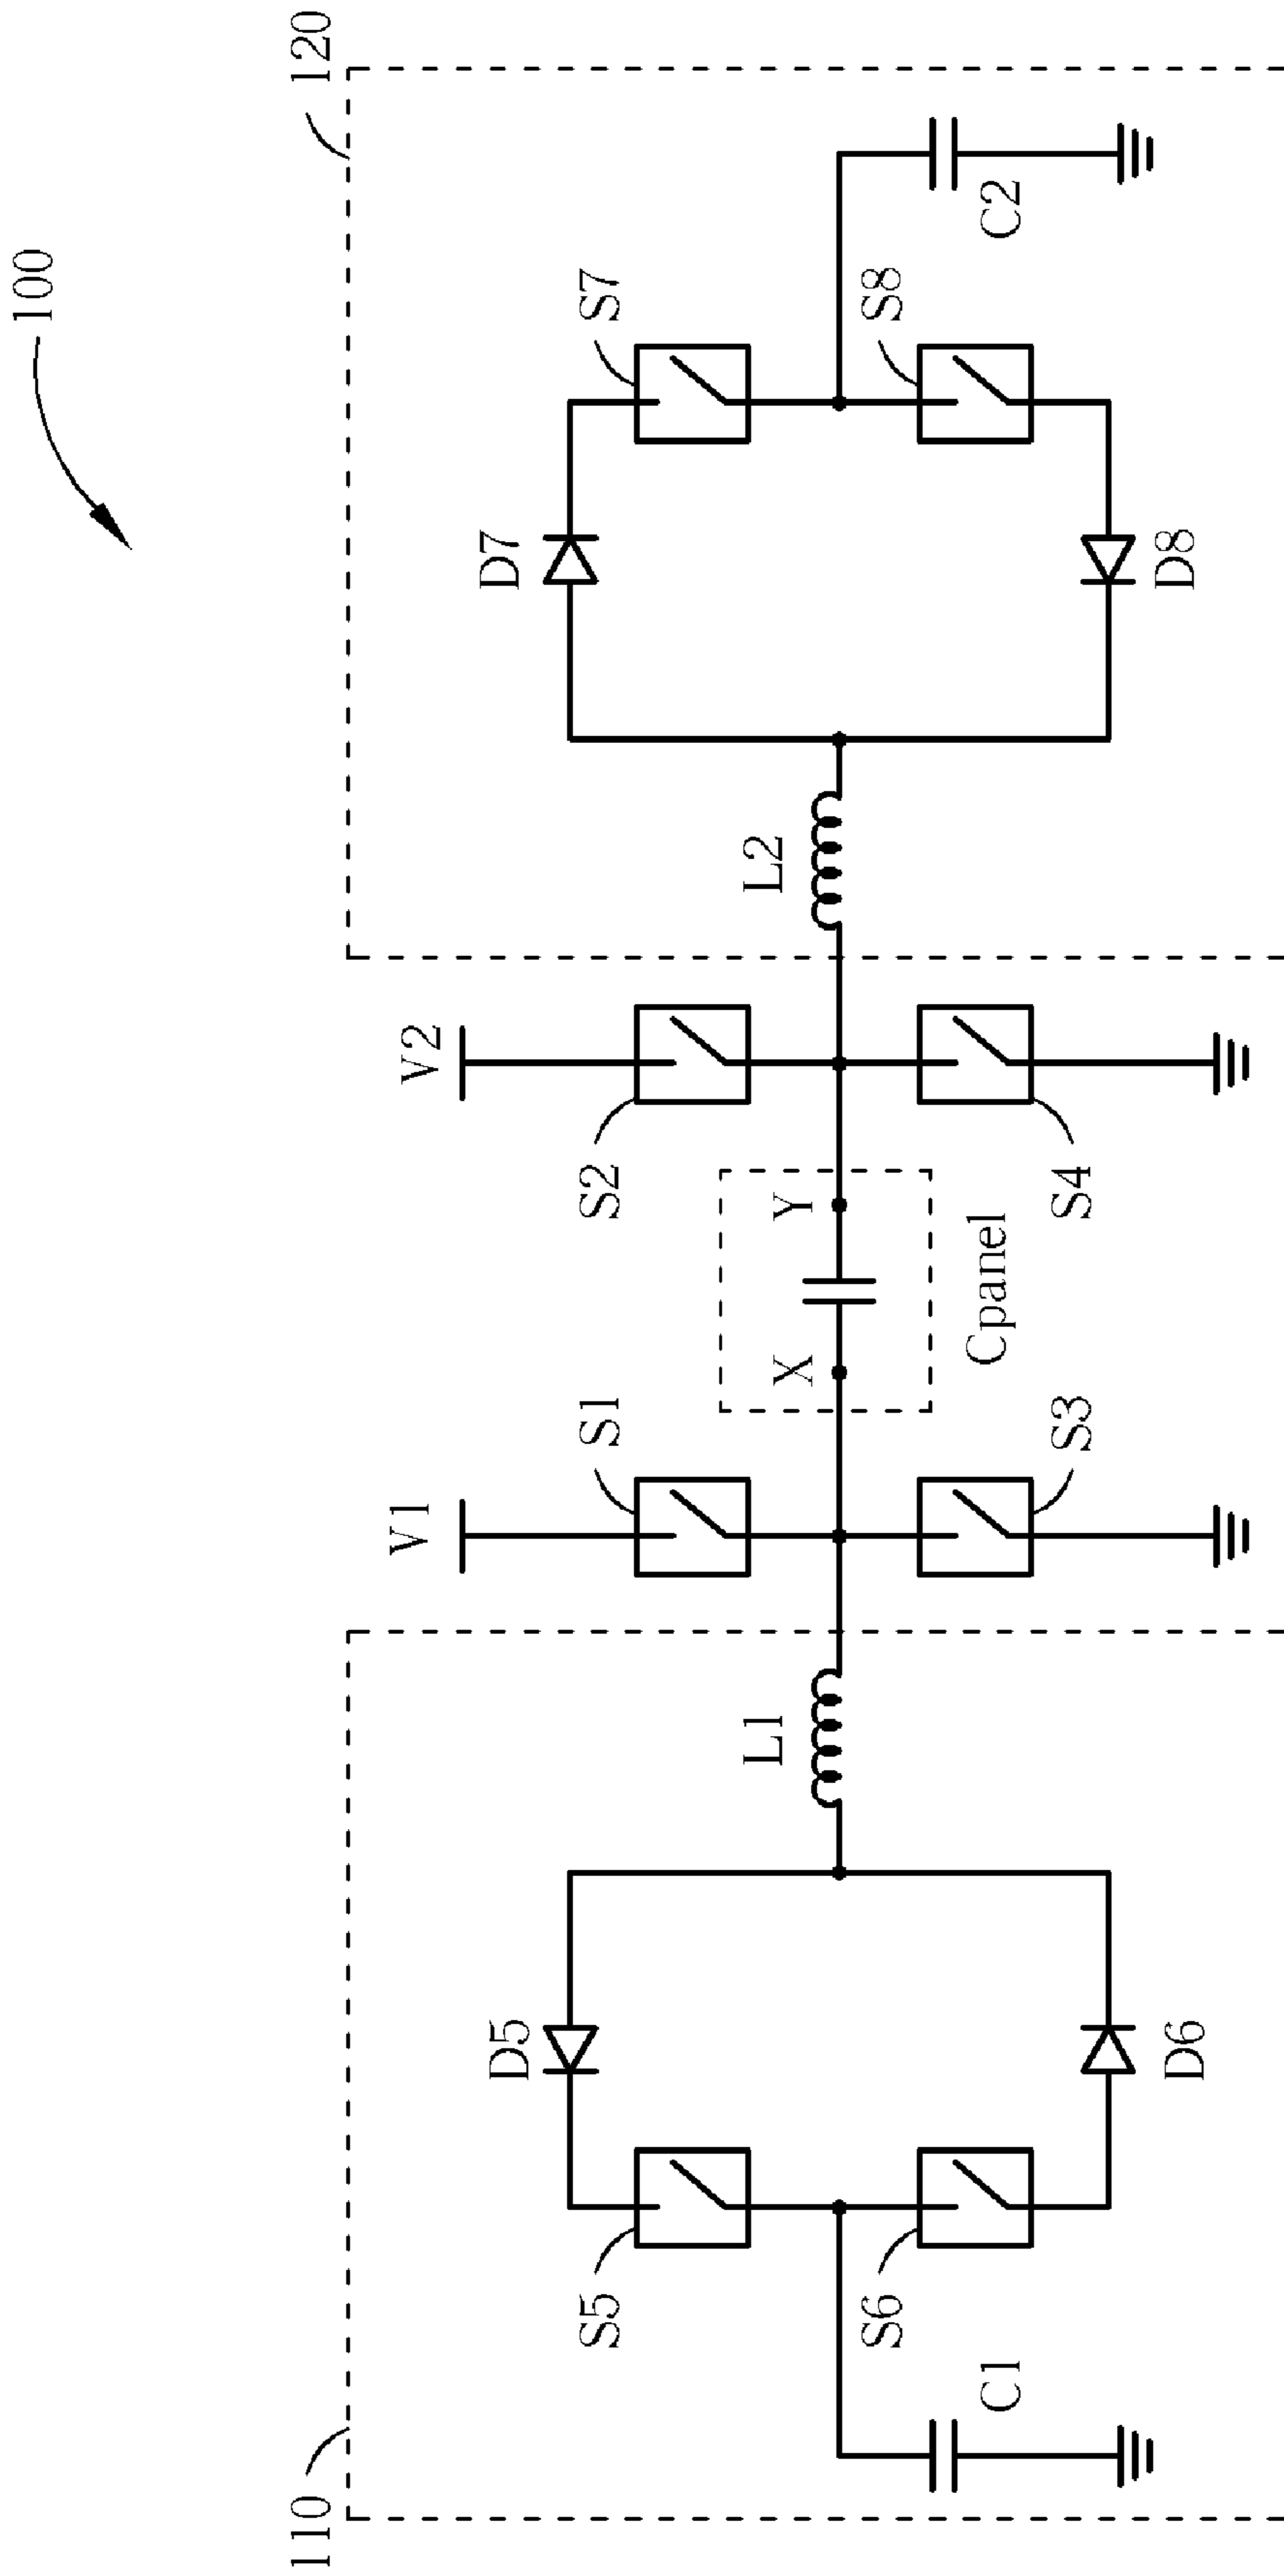 100
110
120
V1
V2
S5
D5
S1
S2
D7
S7
L1
X
Y
L2
S6
S8
C1
Cpanel
C2
D6
S3
S4
D8